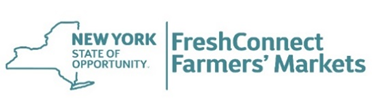 NEW YORK
STATE OF
OPPORTUNITY.
FreshConnect
Farmers' Markets